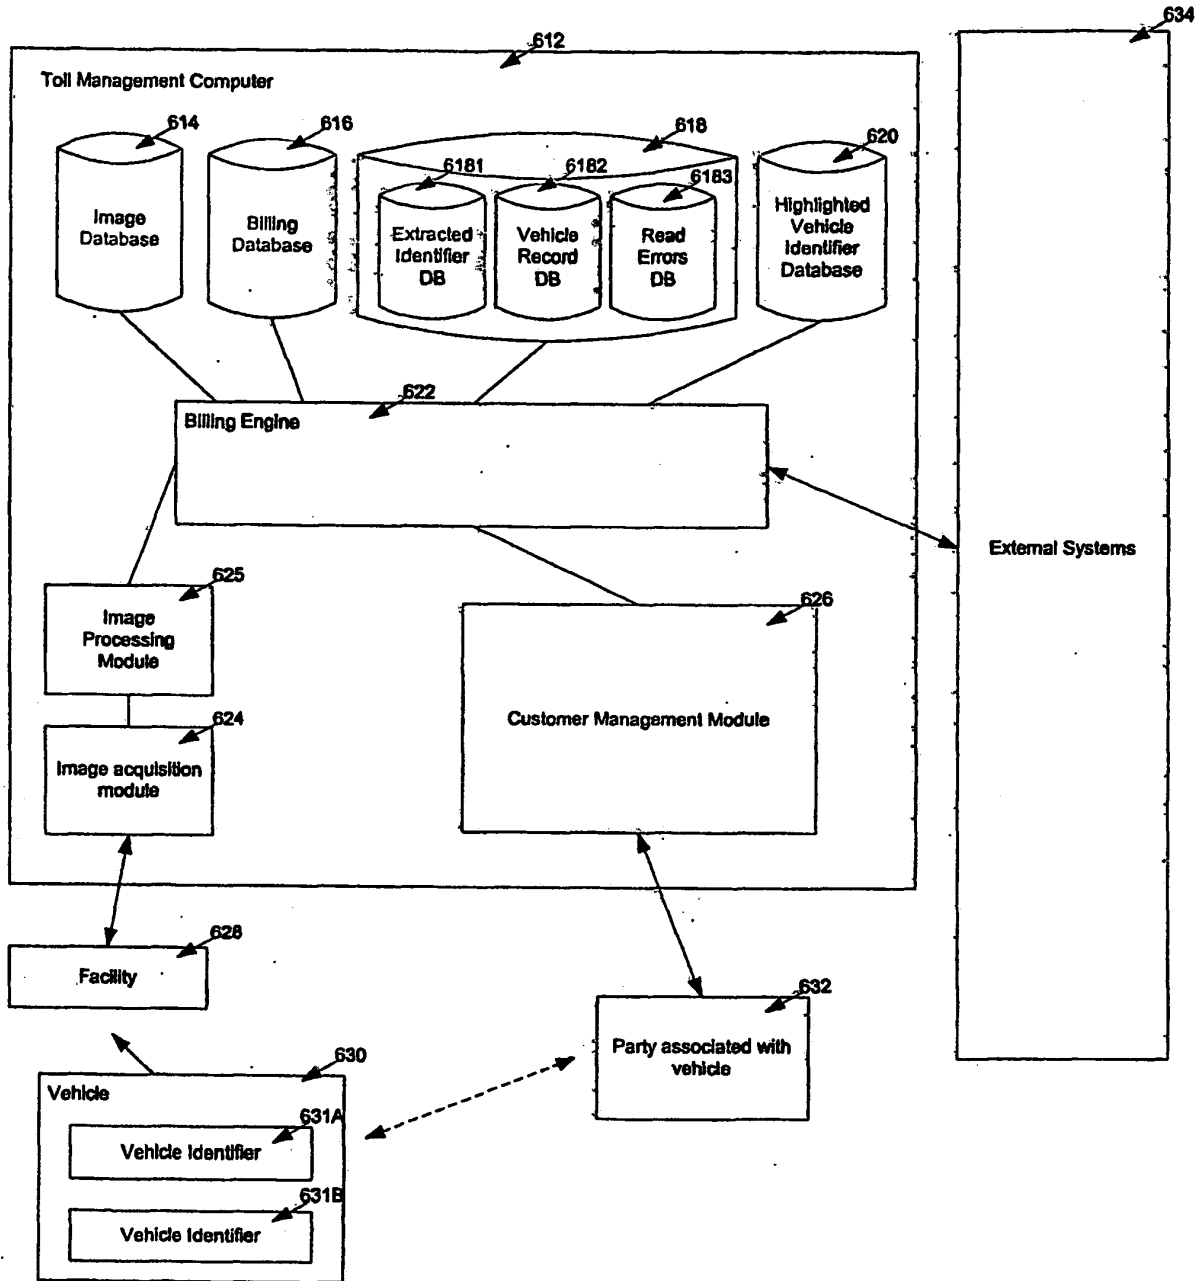 634
612
Toll Management Computer
614
616
618
620
6181
6182
6183
Image
Database
Billing
Database
Extracted
Identifier
DB
Vehicle
Record
DB
Read
Errors
DB
Highlighted
Vehicle
Identifier
Database
622
Billing Engine
External Systems
625
Image
Processing
Module
626
Customer Management Module
624
Image acquisition
module
628
Facility
632
Party associated with
vehicle
630
Vehicle
631A
Vehicle Identifier
631B
Vehicle Identifier